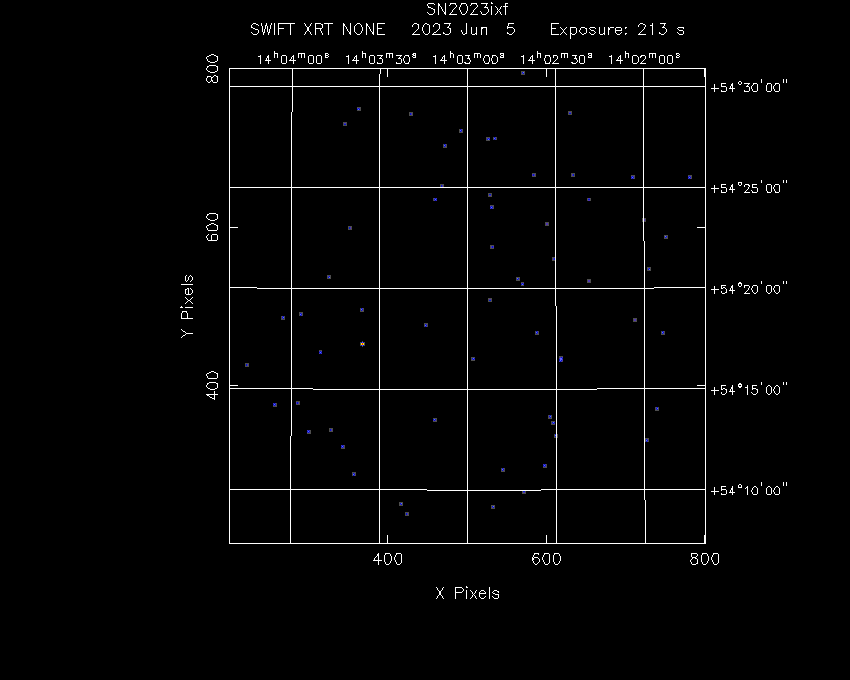 SN2023ixf
SWIFT XRT NONE 2023 Jun 5 Exposure: 213 s
14ʰ04ᵐ00ˢ 14ʰ03ᵐ30ˢ 14ʰ03ᵐ00ˢ 14ʰ02ᵐ30ˢ 14ʰ02ᵐ00ˢ
800
+54°30'00"
+54°25'00"
600
+54°20'00"
Y Pixels
400
+54°15'00"
+54°10'00"
400 600 800
X Pixels